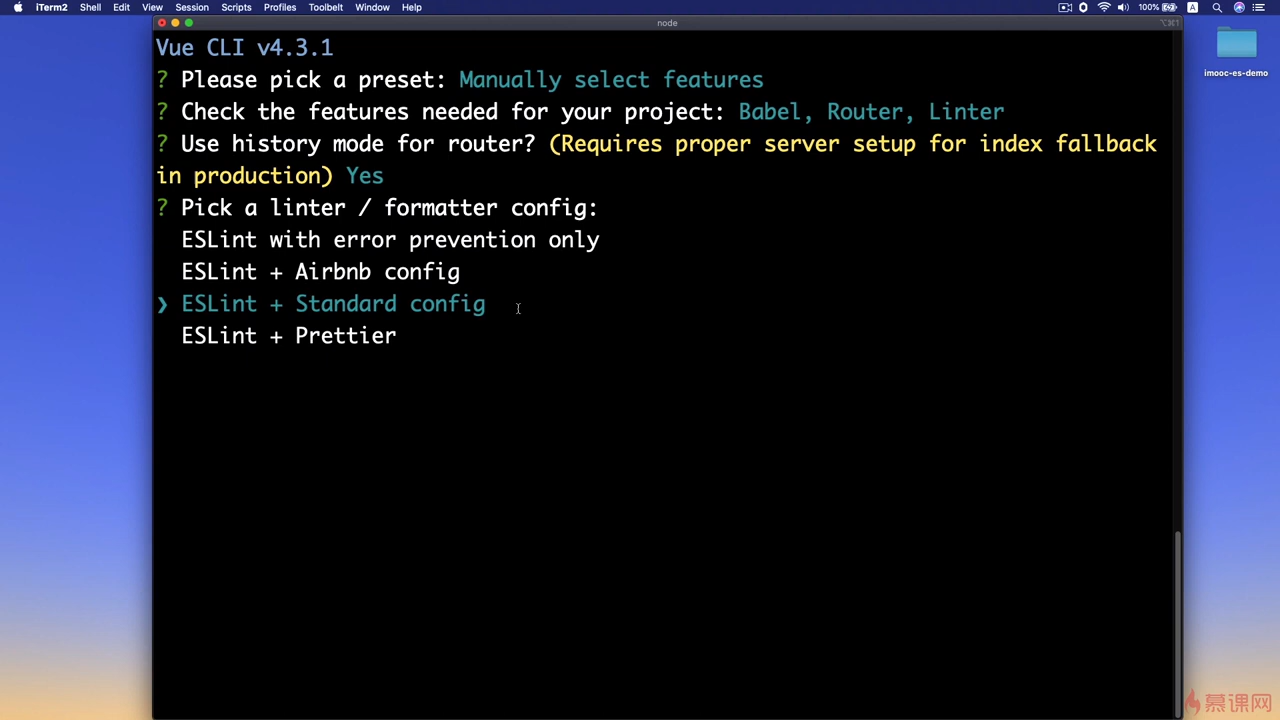 iTerm2 Shell Edit View Session Scripts Profiles Toolbelt Window Help 100% A
node ⌥⌘1
imooc-es-demo
Vue CLI v4.3.1
? Please pick a preset: Manually select features
? Check the features needed for your project: Babel, Router, Linter
? Use history mode for router? (Requires proper server setup for index fallback
in production) Yes
? Pick a linter / formatter config:
ESLint with error prevention only
ESLint + Airbnb config
❯ ESLint + Standard config
ESLint + Prettier
慕课网